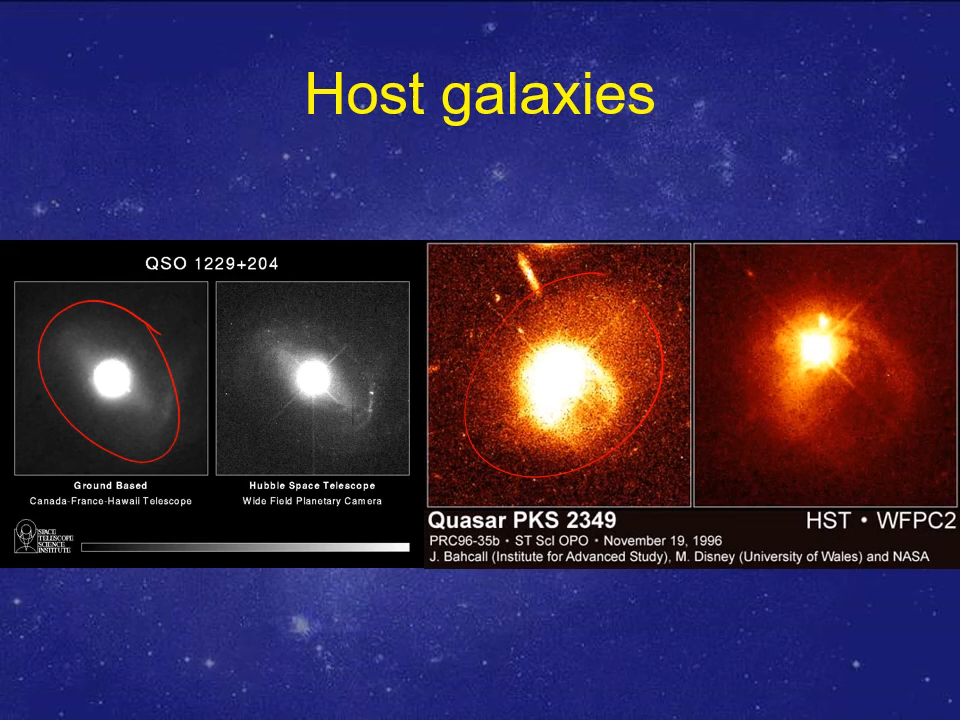 Host galaxies
QSO 1229+204
Ground Based
Canada-France-Hawaii Telescope
Hubble Space Telescope
Wide Field Planetary Camera
SPACE
TELESCOPE
SCIENCE
INSTITUTE
Quasar PKS 2349
HST • WFPC2
PRC96-35b • ST ScI OPO • November 19, 1996
J. Bahcall (Institute for Advanced Study), M. Disney (University of Wales) and NASA